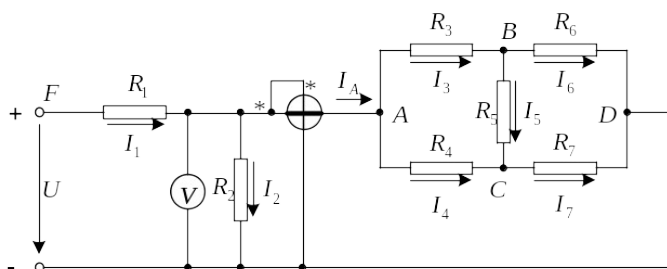 R3 B R6
I3 I6
+ F R1 * * IA A R5 I5 D
I1
U V R2 I2 R4 C R7
I4 I7
-